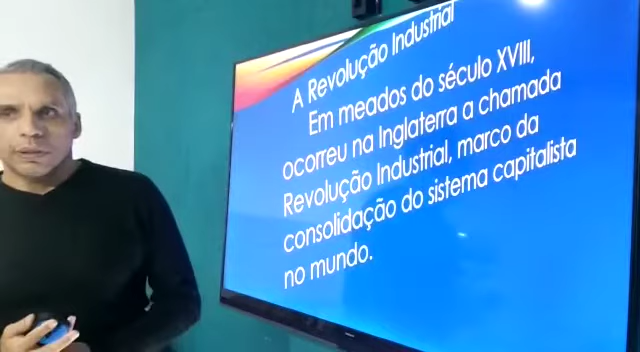 A Revolução Industrial
Em meados do século XVIII,
ocorreu na Inglaterra a chamada
Revolução Industrial, marco da
consolidação do sistema capitalista
no mundo.